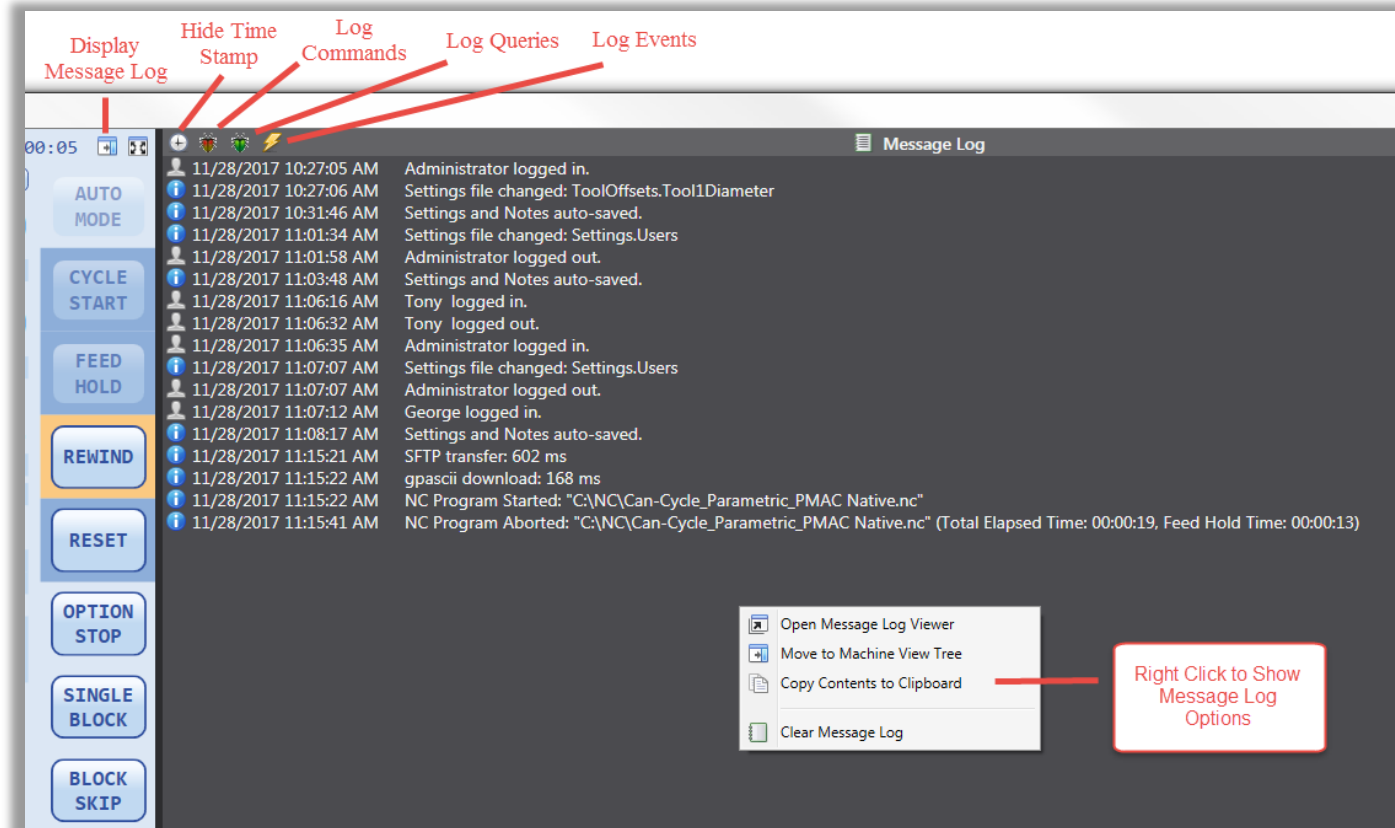 Display
Message Log
Hide Time
Stamp
Log
Commands
Log Queries
Log Events
00:05
Message Log
AUTO
MODE
CYCLE
START
FEED
HOLD
REWIND
RESET
OPTION
STOP
SINGLE
BLOCK
BLOCK
SKIP
11/28/2017 10:27:05 AM Administrator logged in.
11/28/2017 10:27:06 AM Settings file changed: ToolOffsets.Tool1Diameter
11/28/2017 10:31:46 AM Settings and Notes auto-saved.
11/28/2017 11:01:34 AM Settings file changed: Settings.Users
11/28/2017 11:01:58 AM Administrator logged out.
11/28/2017 11:03:48 AM Settings and Notes auto-saved.
11/28/2017 11:06:16 AM Tony  logged in.
11/28/2017 11:06:32 AM Tony  logged out.
11/28/2017 11:06:35 AM Administrator logged in.
11/28/2017 11:07:07 AM Settings file changed: Settings.Users
11/28/2017 11:07:07 AM Administrator logged out.
11/28/2017 11:07:12 AM George logged in.
11/28/2017 11:08:17 AM Settings and Notes auto-saved.
11/28/2017 11:15:21 AM SFTP transfer: 602 ms
11/28/2017 11:15:22 AM gpascii download: 168 ms
11/28/2017 11:15:22 AM NC Program Started: "C:\NC\Can-Cycle_Parametric_PMAC Native.nc"
11/28/2017 11:15:41 AM NC Program Aborted: "C:\NC\Can-Cycle_Parametric_PMAC Native.nc" (Total Elapsed Time: 00:00:19, Feed Hold Time: 00:00:13)
Open Message Log Viewer
Move to Machine View Tree
Copy Contents to Clipboard
Clear Message Log
Right Click to Show
Message Log
Options